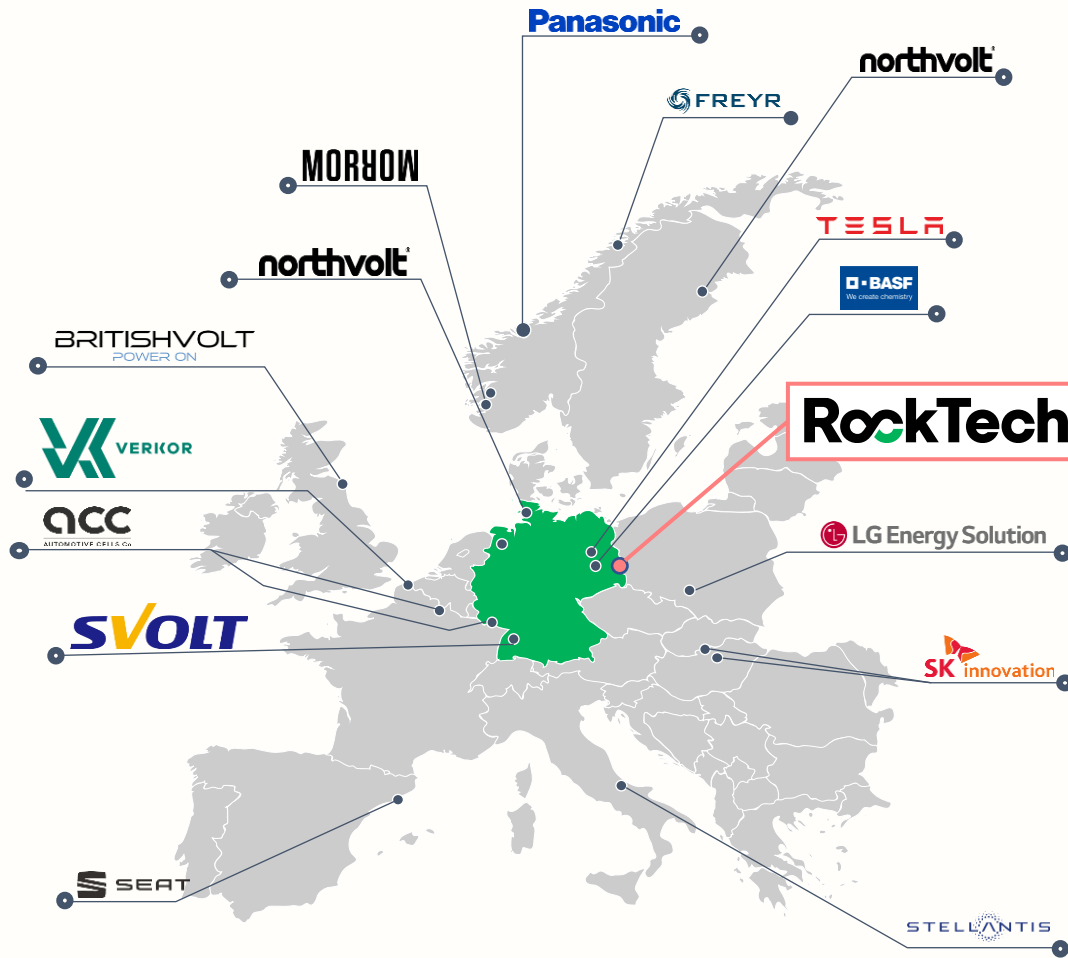 Panasonic
northvolt
FREYR
MORROW
TESLA
northvolt
BASF
We create chemistry
BRITISHVOLT
POWER ON
RockTech
VERKOR
acc
AUTOMOTIVE CELLS Co
LG Energy Solution
SVOLT
SK innovation
SEAT
STELLANTIS